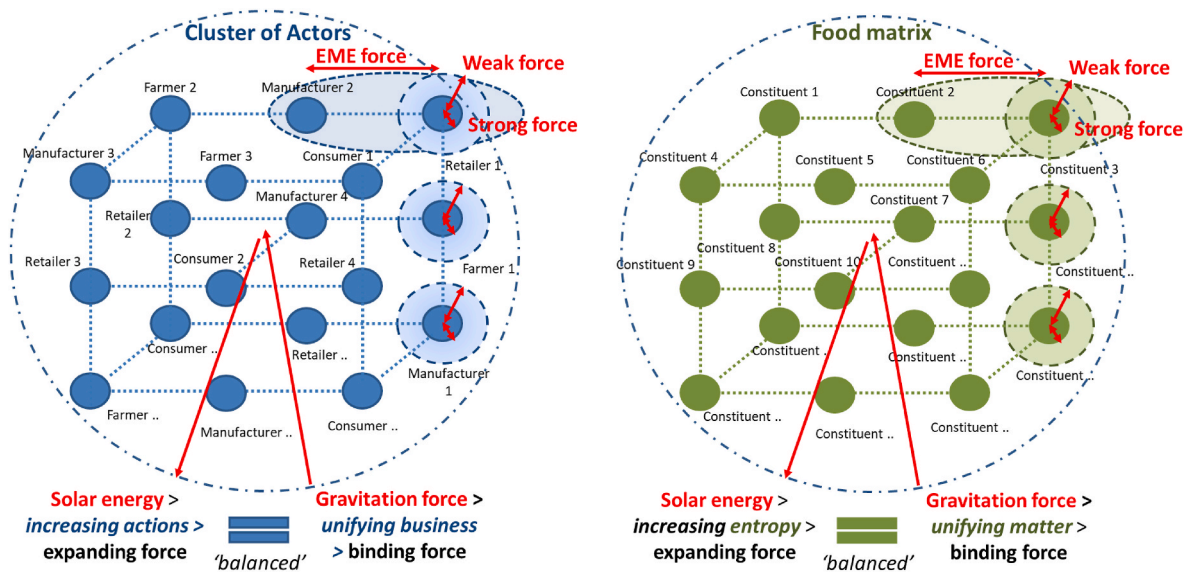 Cluster of Actors
EME force
Weak force
Farmer 2
Manufacturer 2
Strong force
Manufacturer 3
Farmer 3
Consumer 1
Retailer 1
Manufacturer 4
Retailer
2
Retailer 3
Consumer 2
Retailer 4
Farmer 1
Consumer ..
Retailer ..
Manufacturer
1
Farmer ..
Manufacturer ..
Consumer ..
Solar energy >
increasing actions >
expanding force
'balanced'
Gravitation force >
unifying business
> binding force
Food matrix
EME force
Weak force
Constituent 1
Constituent 2
Strong force
Constituent 4
Constituent 5
Constituent 6
Constituent 3
Constituent 7
Constituent 8
Constituent 9
Constituent 10
Constituent ..
Constituent ..
Constituent ..
Constituent ..
Constituent ..
Constituent ..
Constituent ..
Constituent ..
Solar energy >
increasing entropy >
expanding force
'balanced'
Gravitation force >
unifying matter >
binding force